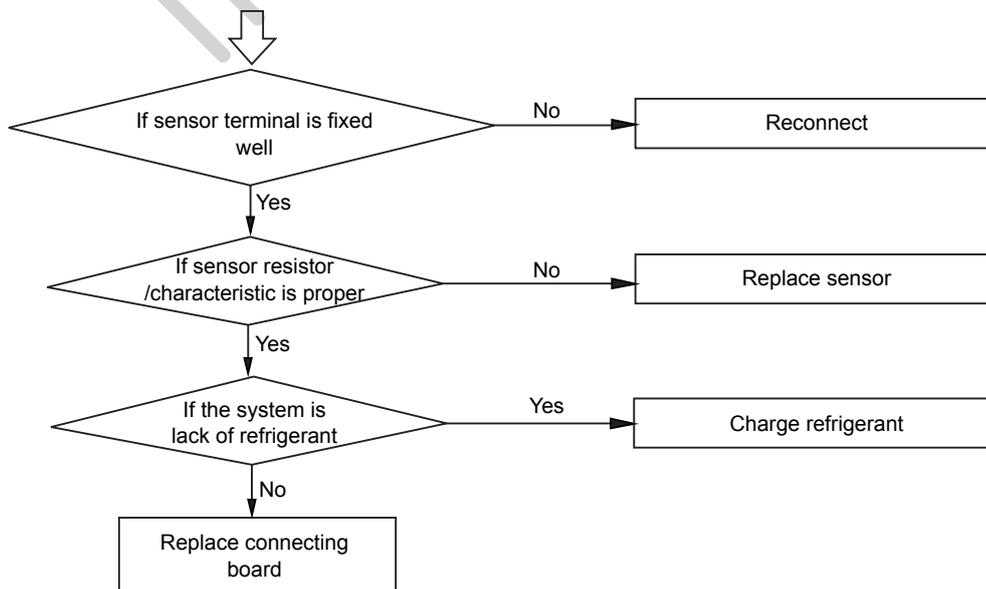 If sensor terminal is fixed
well
No
Reconnect
Yes
If sensor resistor
/characteristic is proper
No
Replace sensor
Yes
If the system is
lack of refrigerant
Yes
Charge refrigerant
No
Replace connecting
board